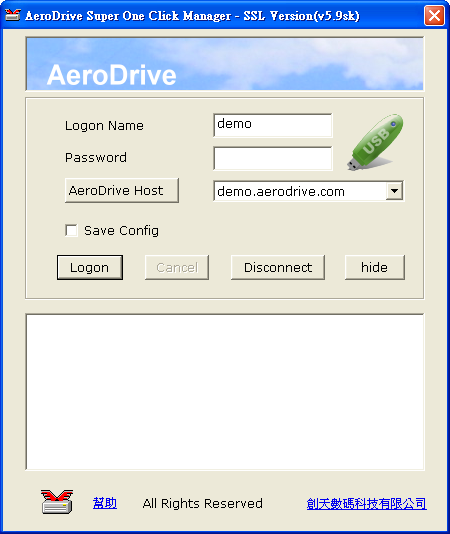 AeroDrive Super One Click Manager - SSL Version(v5.9sk)
AeroDrive
Logon Name
demo
USB
Password
AeroDrive Host
demo.aerodrive.com
Save Config
Logon
Cancel
Disconnect
hide
幫助
All Rights Reserved
創天數碼科技有限公司